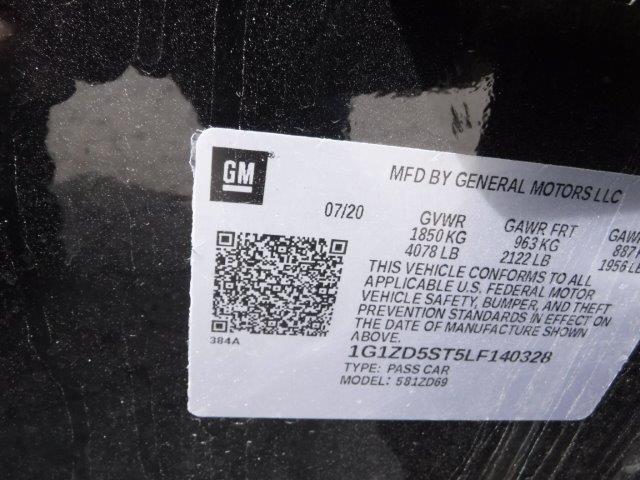 GM
MFD BY GENERAL MOTORS LLC
07/20 GVWR GAWR FRT
1850 KG 963 KG 887
4078 LB 2122 LB
THIS VEHICLE CONFORMS TO ALL
APPLICABLE U.S. FEDERAL MOTOR
VEHICLE SAFETY, BUMPER, AND THEFT
PREVENTION STANDARDS IN EFFECT ON
THE DATE OF MANUFACTURE SHOWN
ABOVE.
384A
1G1ZD5ST5LF140328
TYPE: PASS CAR
MODEL: 581ZD69